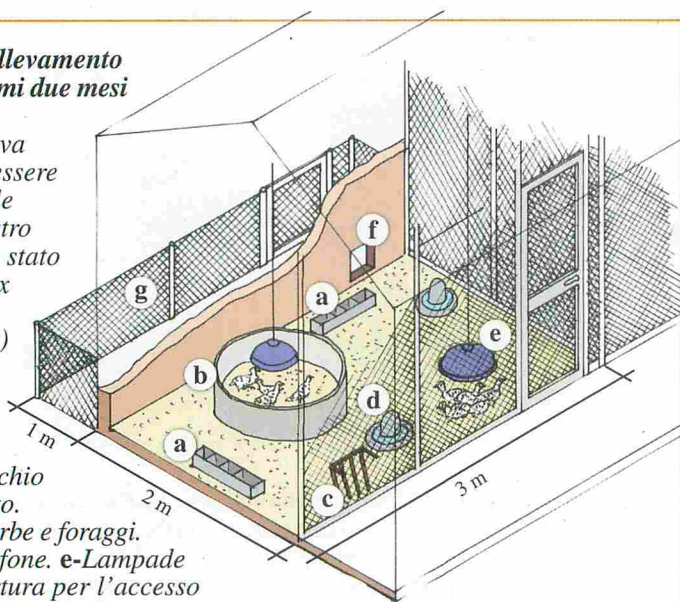 llevamento
mi due mesi
va
essere
le
tro
stato
x
)
chio
o.
rbe e foraggi.
fone. e-Lampade
tura per l'accesso
f
a
g
e
b
d
a
c
1 m
2 m
3 m